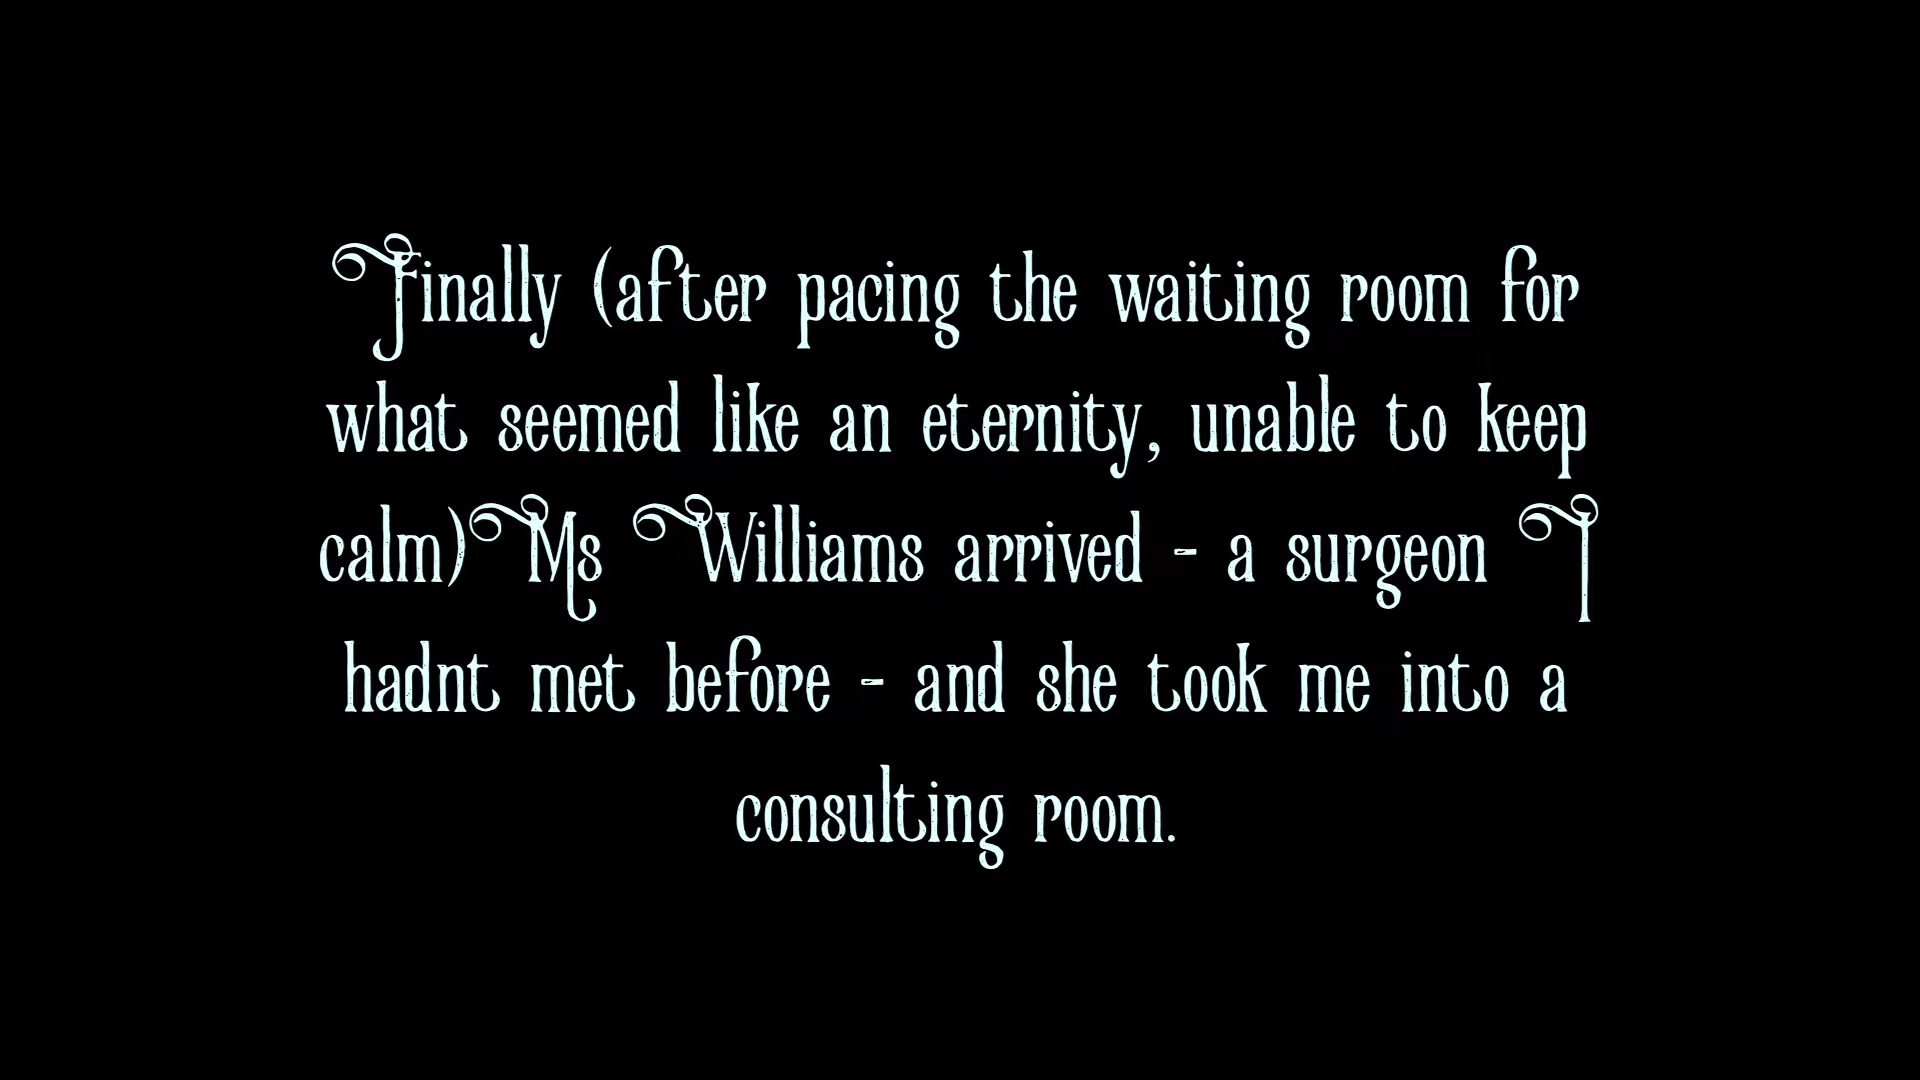 Finally (after pacing the waiting room for
what seemed like an eternity, unable to keep
calm) Ms Williams arrived - a surgeon I
hadnt met before - and she took me into a
consulting room.